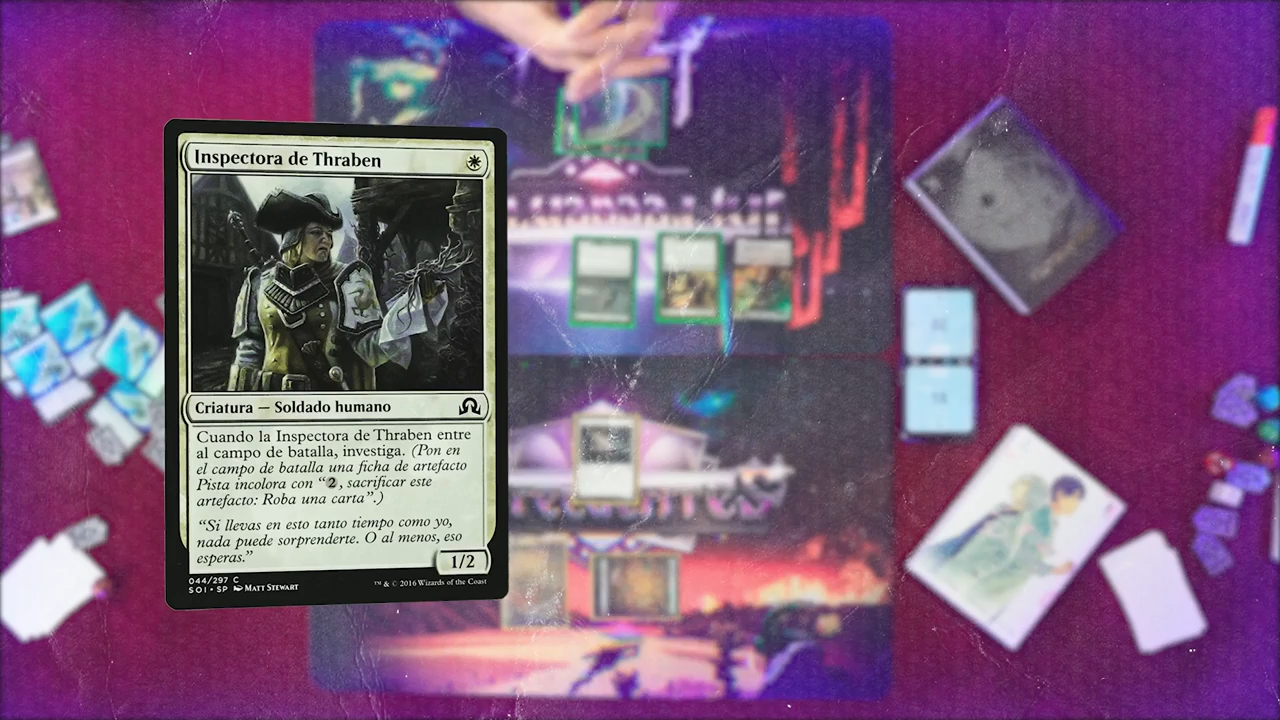 Inspectora de Thraben
Criatura — Soldado humano
Cuando la Inspectora de Thraben entre
al campo de batalla, investiga. (Pon en
el campo de batalla una ficha de artefacto
Pista incolora con “2, sacrificar este
artefacto: Roba una carta”.)
“Si llevas en esto tanto tiempo como yo,
nada puede sorprenderte. O al menos, eso
esperas.”
1/2
044/297 C
SOI • SP MATT STEWART
™ & © 2016 Wizards of the Coast